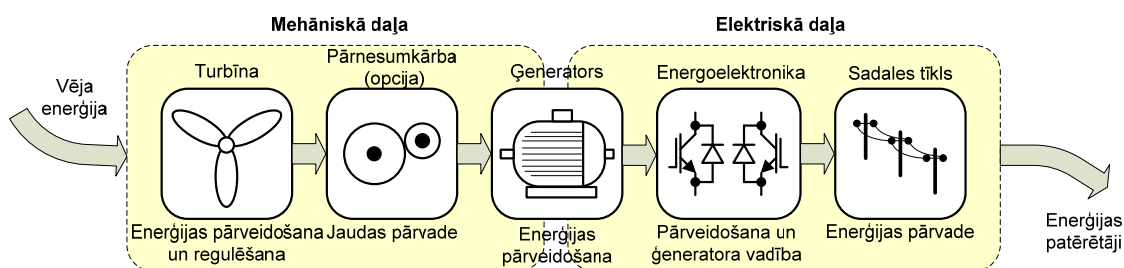 Mehāniskā daļa
Elektriskā daļa
Vēja
enerģija
Turbīna
Pārnesumkārba
(opcija)
Ģenerators
Energoelektronika
Sadales tīkls
Enerģijas pārveidošana
un regulēšana
Jaudas pārvade
Enerģijas
pārveidošana
Pārveidošana un
ģeneratora vadība
Enerģijas pārvade
Enerģijas
patērētāji